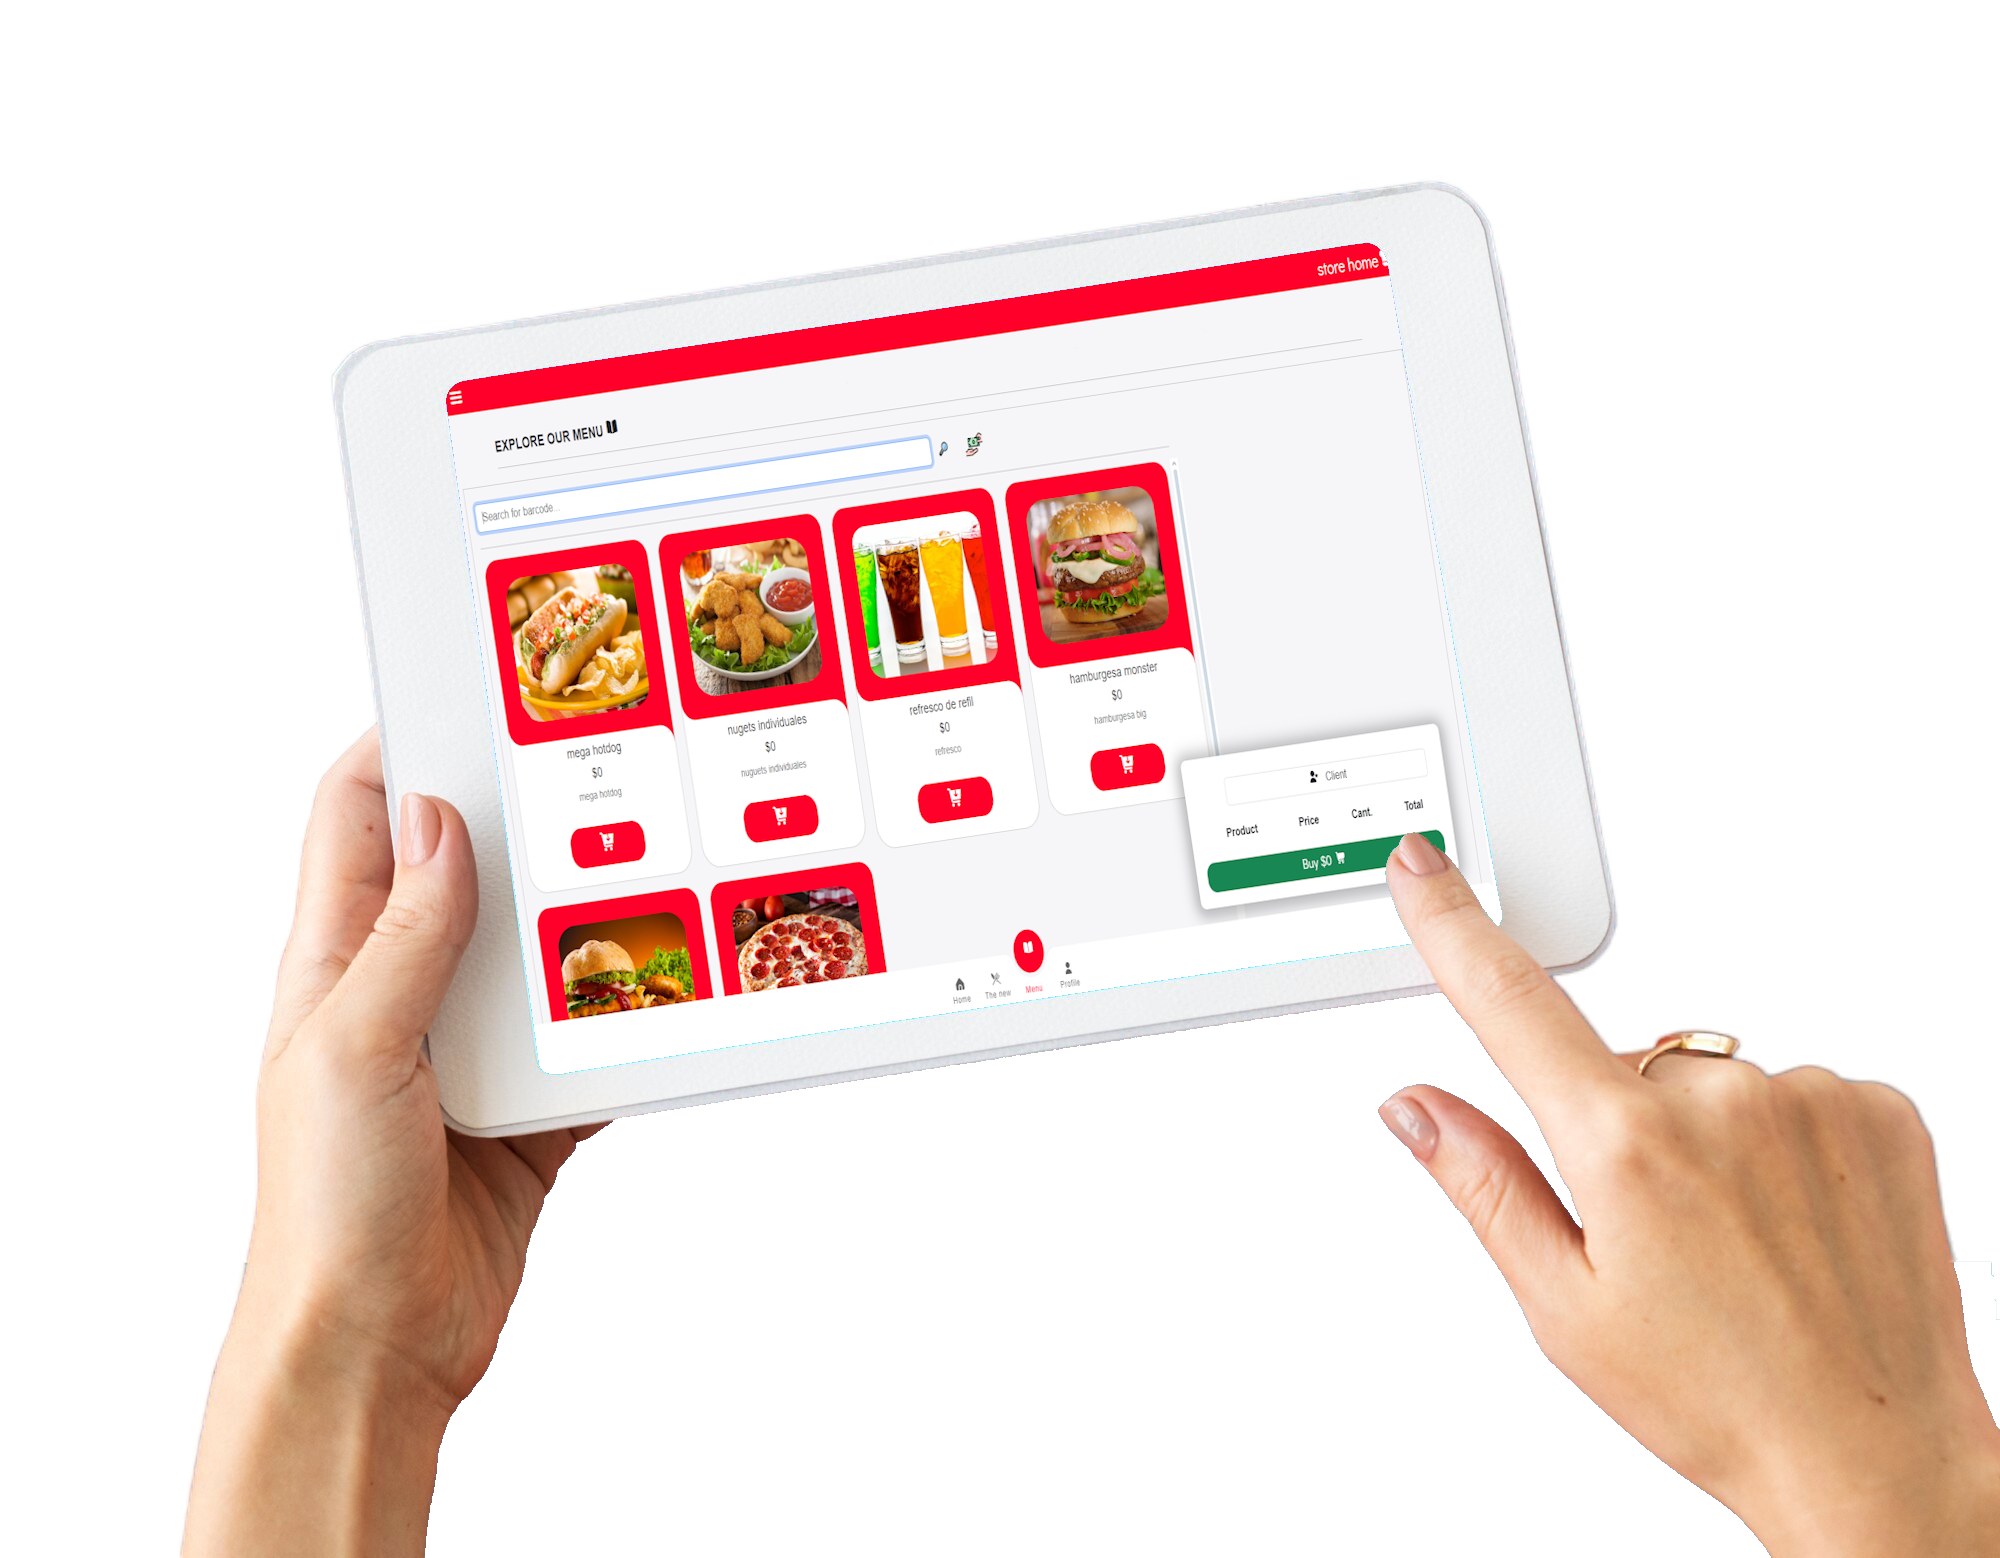 store home
EXPLORE OUR MENU
Search for barcode...
mega hotdog
$0
mega hotdog
nugets individuales
$0
nuguets individuales
refresco de refil
$0
refresco
hamburgesa monster
$0
hamburgesa big
Client
Product Price Cant. Total
Buy $0
Home The new Menu Profile